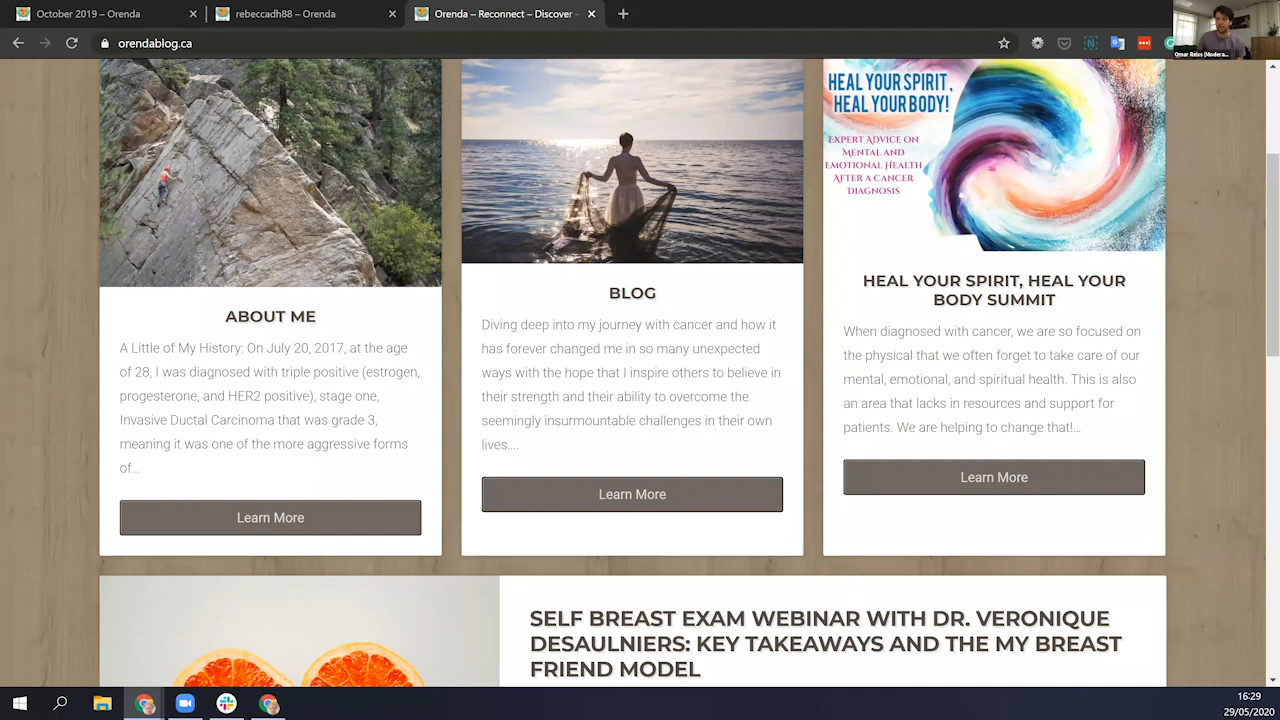 October 2019 – Orenda
rebeccadh88 – Orenda
Orenda – Reconnect – Discover –
orendablog.ca
Omar Reiss (Modera...
HEAL YOUR SPIRIT,
HEAL YOUR BODY!
EXPERT ADVICE ON
MENTAL AND
EMOTIONAL HEALTH
AFTER A CANCER
DIAGNOSIS
ABOUT ME
A Little of My History: On July 20, 2017, at the age
of 28, I was diagnosed with triple positive (estrogen,
progesterone, and HER2 positive), stage one,
Invasive Ductal Carcinoma that was grade 3,
meaning it was one of the more aggressive forms
of...
Learn More
BLOG
Diving deep into my journey with cancer and how it
has forever changed me in so many unexpected
ways with the hope that I inspire others to believe in
their strength and their ability to overcome the
seemingly insurmountable challenges in their own
lives....
Learn More
HEAL YOUR SPIRIT, HEAL YOUR
BODY SUMMIT
When diagnosed with cancer, we are so focused on
the physical that we often forget to take care of our
mental, emotional, and spiritual health. This is also
an area that lacks in resources and support for
patients. We are helping to change that!...
Learn More
SELF BREAST EXAM WEBINAR WITH DR. VERONIQUE
DESAULNIERS: KEY TAKEAWAYS AND THE MY BREAST
FRIEND MODEL
16:29
29/05/2020